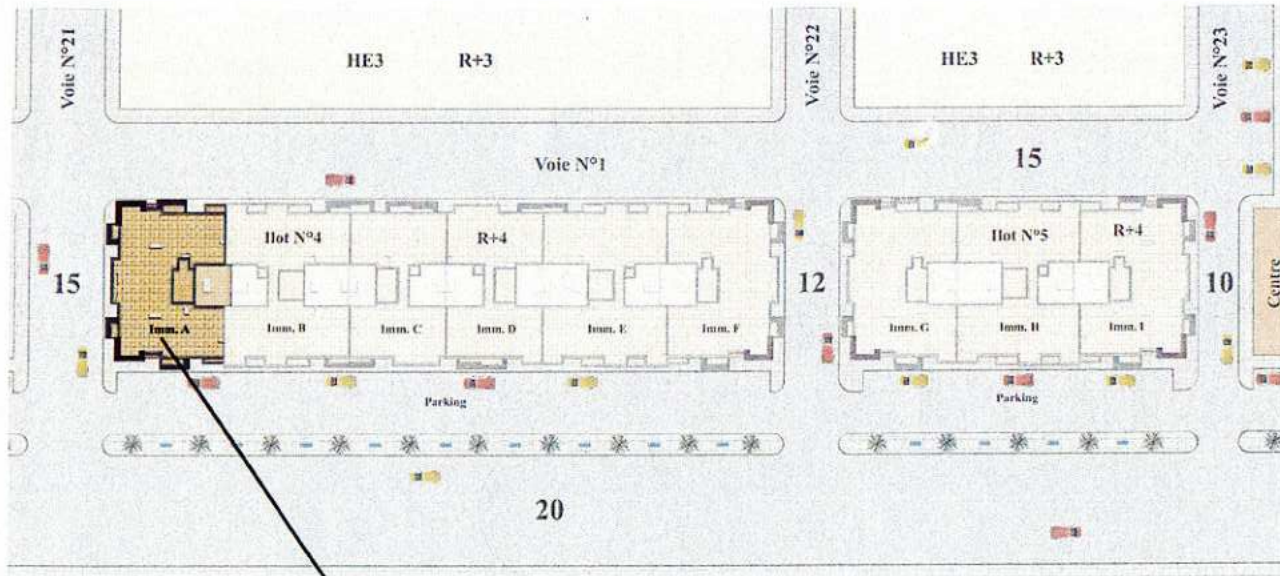 Voie N°21
HE3 R+3
Voie N°22
HE3 R+3
Voie N°23
Voie N°1
15
Ilot N°4 R+4
Ilot N°5 R+4
15
12
10
Centre
Imm. A Imm. B Imm. C Imm. D Imm. E Imm. F
Imm. G Imm. H Imm. I
Parking
Parking
20